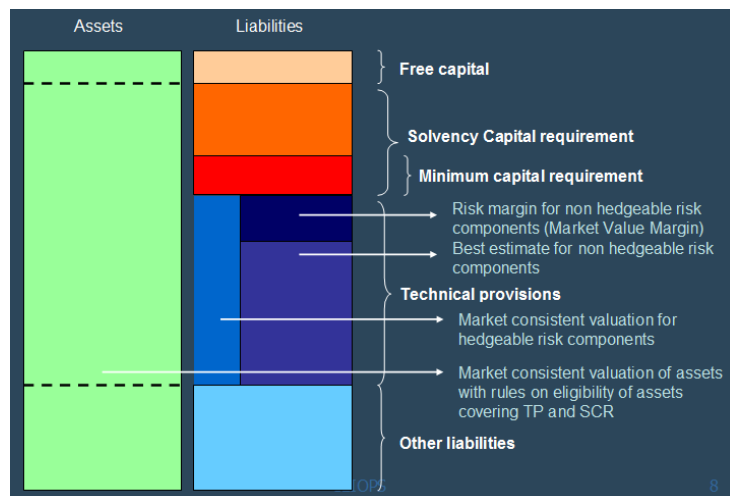 Assets
Liabilities
Free capital
Solvency Capital requirement
Minimum capital requirement
Risk margin for non hedgeable risk
components (Market Value Margin)
Best estimate for non hedgeable risk
components
Technical provisions
Market consistent valuation for
hedgeable risk components
Market consistent valuation of assets
with rules on eligibility of assets
covering TP and SCR
Other liabilities
8